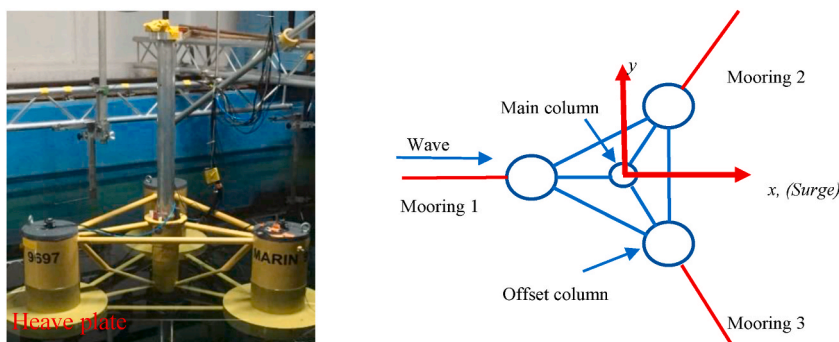 9697
MARIN
Heave plate
y
Mooring 2
Main column
Wave
x, (Surge)
Mooring 1
Offset column
Mooring 3